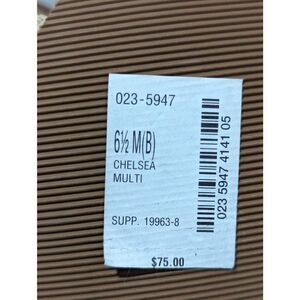 023-5947
6½ M(B)
CHELSEA
MULTI
SUPP. 19963-8
$75.00
023 5947 4141 05